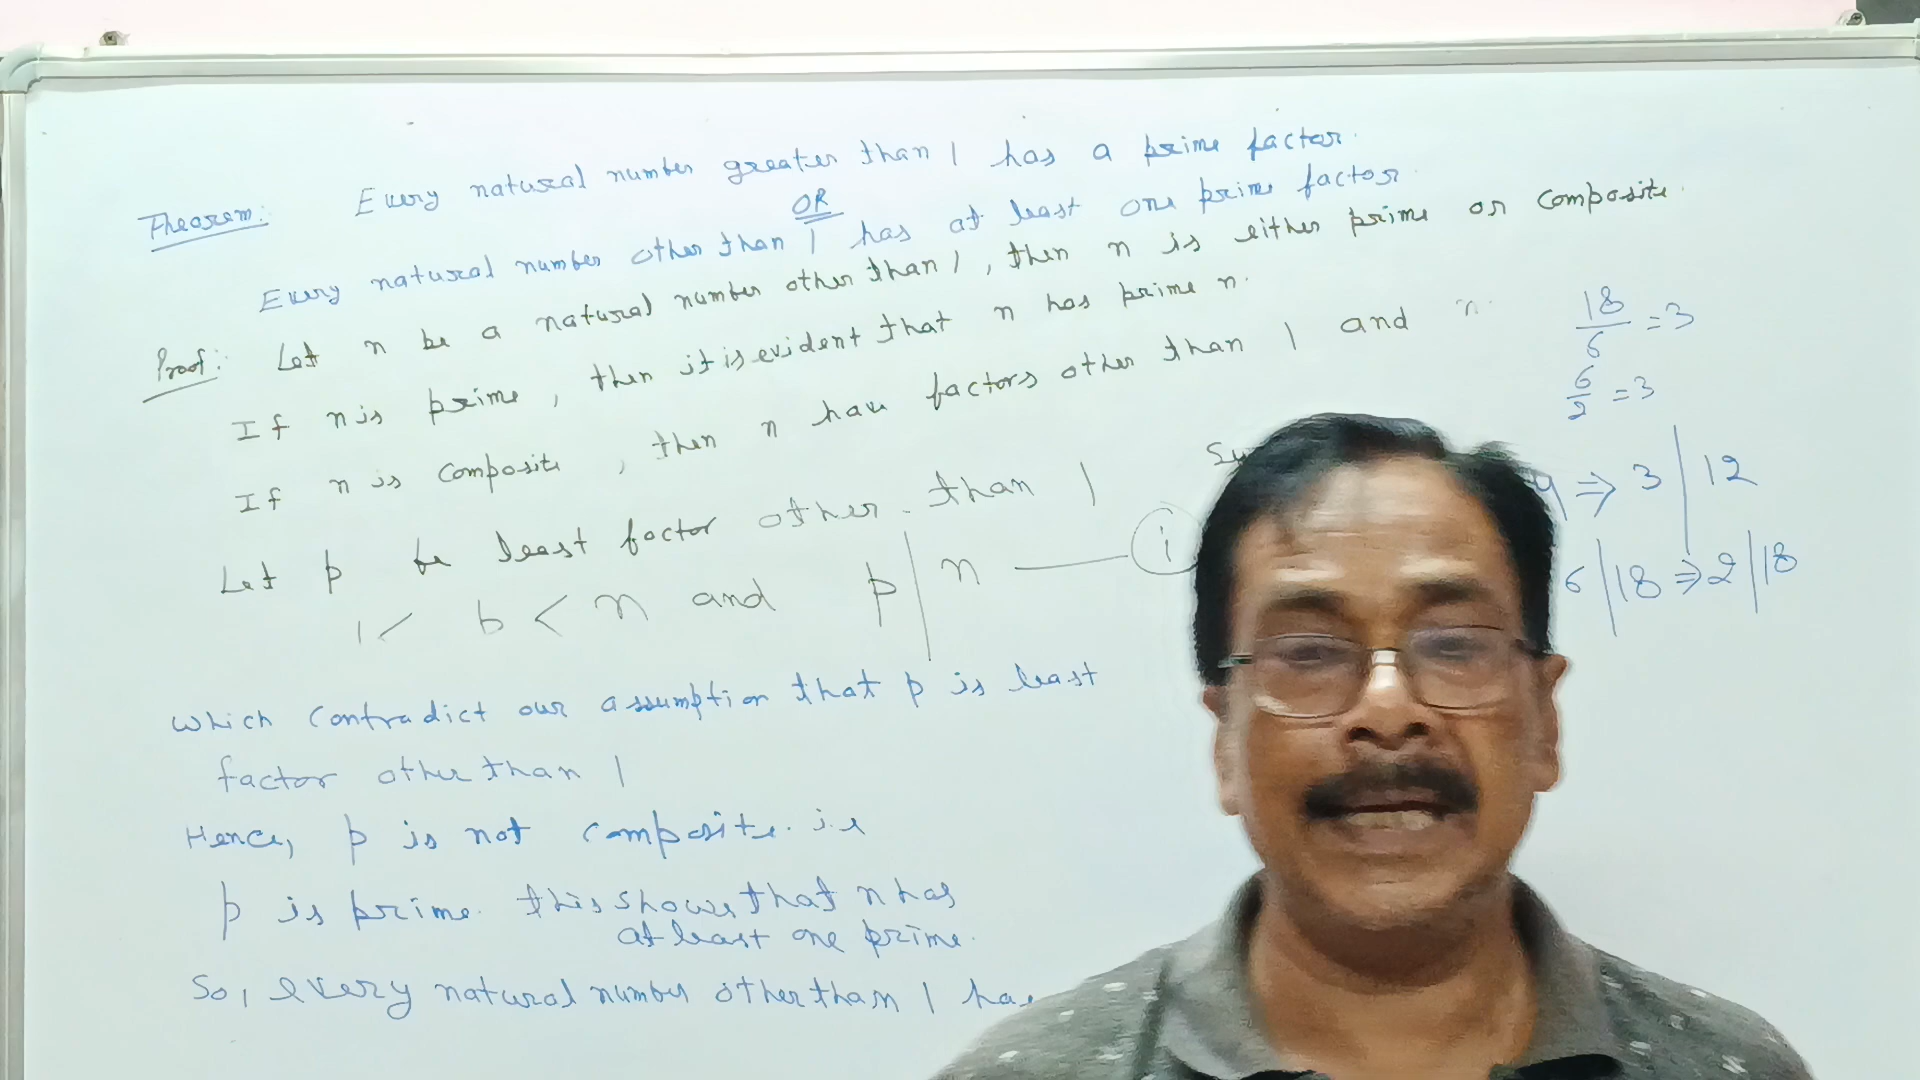 Theorem: Every natural number greater than 1 has a prime factor.
OR
Every natural number other than 1 has at least one prime factor.
Proof: Let n be a natural number other than 1, then n is either prime or composite.
If n is prime, then it is evident that n has prime n.
If n is composite, then n have factors other than 1 and n.
Let p be least factor other than 1
1 < p < n and p | n — (i)
which contradict our assumption that p is least
factor other than 1
Hence, p is not composite. i.e
p is prime. this shows that n has
at least one prime.
So, every natural number other than 1 has
18/6 = 3
6/2 = 3
⇒ 3 | 12
6 | 18 ⇒ 2 | 18